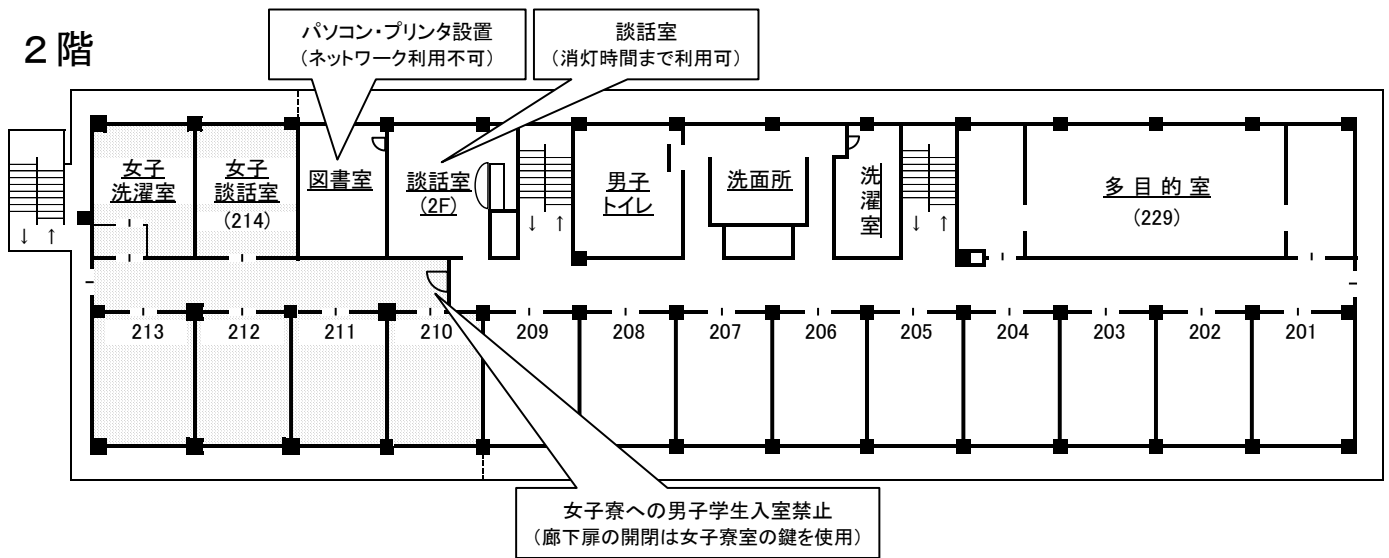 2階
パソコン・プリンタ設置
(ネットワーク利用不可)
談話室
(消灯時間まで利用可)
女子
洗濯室
女子
談話室
(214)
図書室
談話室
(2F)
男子
トイレ
洗面所
洗濯室
多目的室
(229)
↓ ↑
↓ ↑
↓ ↑
213
212
211
210
209
208
207
206
205
204
203
202
201
女子寮への男子学生入室禁止
(廊下扉の開閉は女子寮室の鍵を使用)